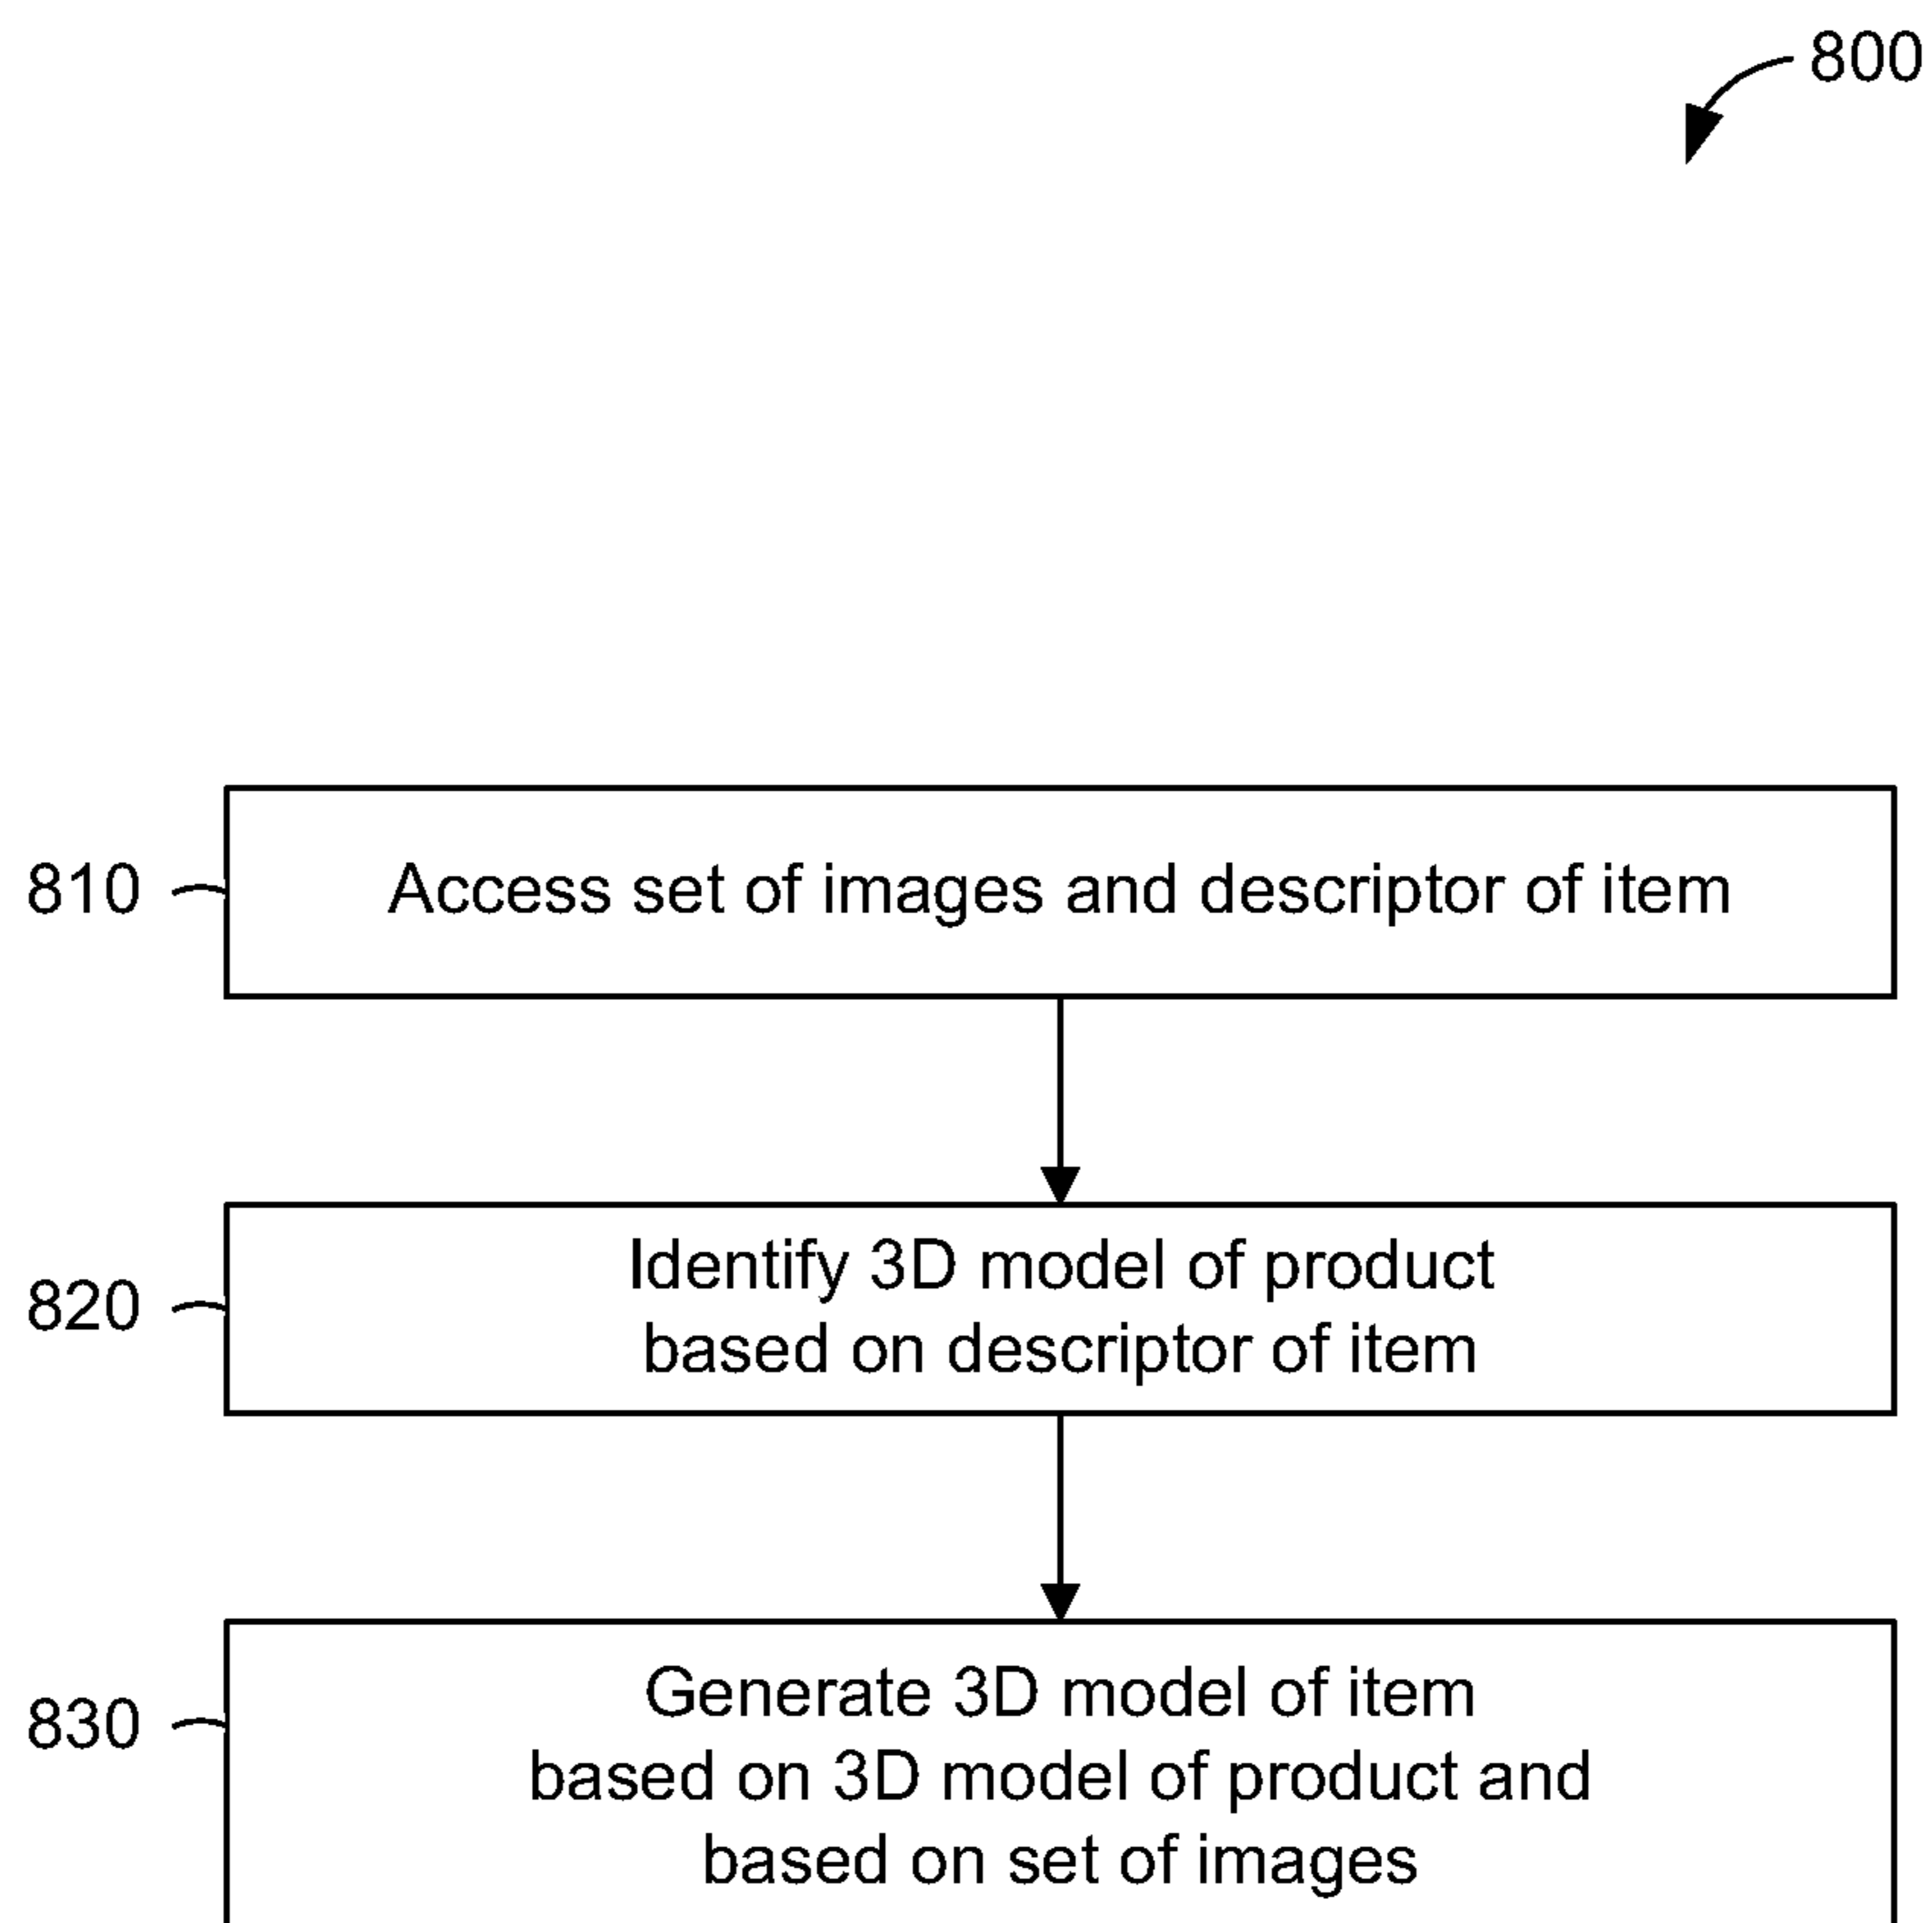 800
810
Access set of images and descriptor of item
820
Identify 3D model of product
based on descriptor of item
830
Generate 3D model of item
based on 3D model of product and
based on set of images